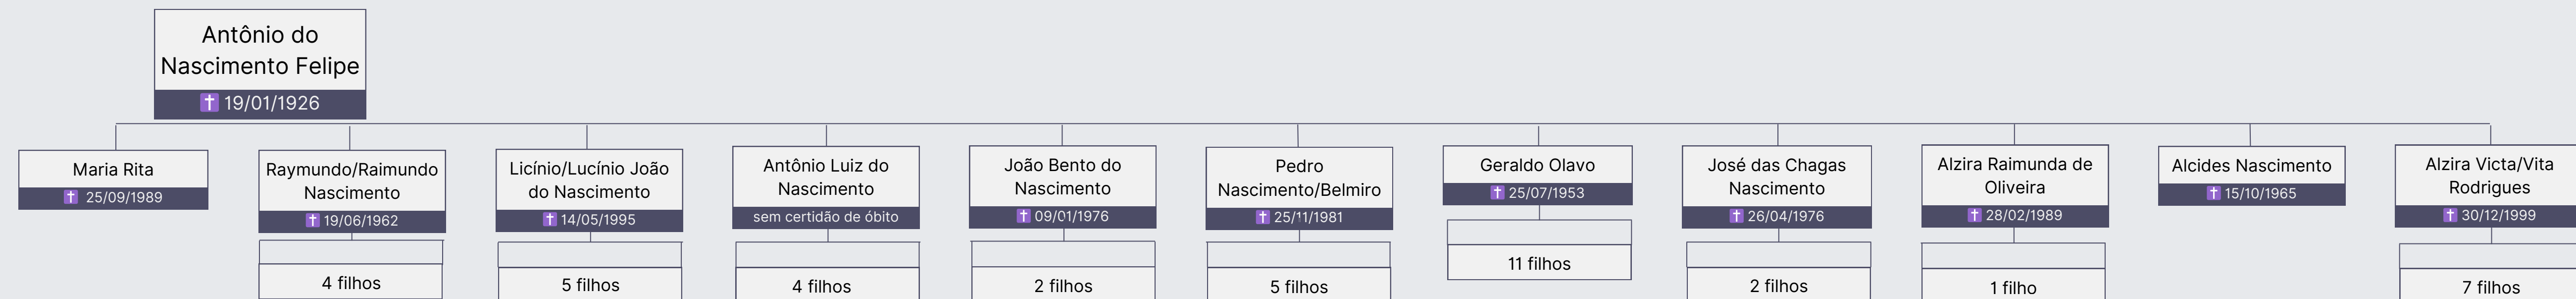 Antônio do
Nascimento Felipe
✝ 19/01/1926
Maria Rita
✝ 25/09/1989
Raymundo/Raimundo
Nascimento
✝ 19/06/1962
4 filhos
Licínio/Lucínio João
do Nascimento
✝ 14/05/1995
5 filhos
Antônio Luiz do
Nascimento
sem certidão de óbito
4 filhos
João Bento do
Nascimento
✝ 09/01/1976
2 filhos
Pedro
Nascimento/Belmiro
✝ 25/11/1981
5 filhos
Geraldo Olavo
✝ 25/07/1953
11 filhos
José das Chagas
Nascimento
✝ 26/04/1976
2 filhos
Alzira Raimunda de
Oliveira
✝ 28/02/1989
1 filho
Alcides Nascimento
✝ 15/10/1965
Alzira Victa/Vita
Rodrigues
✝ 30/12/1999
7 filhos